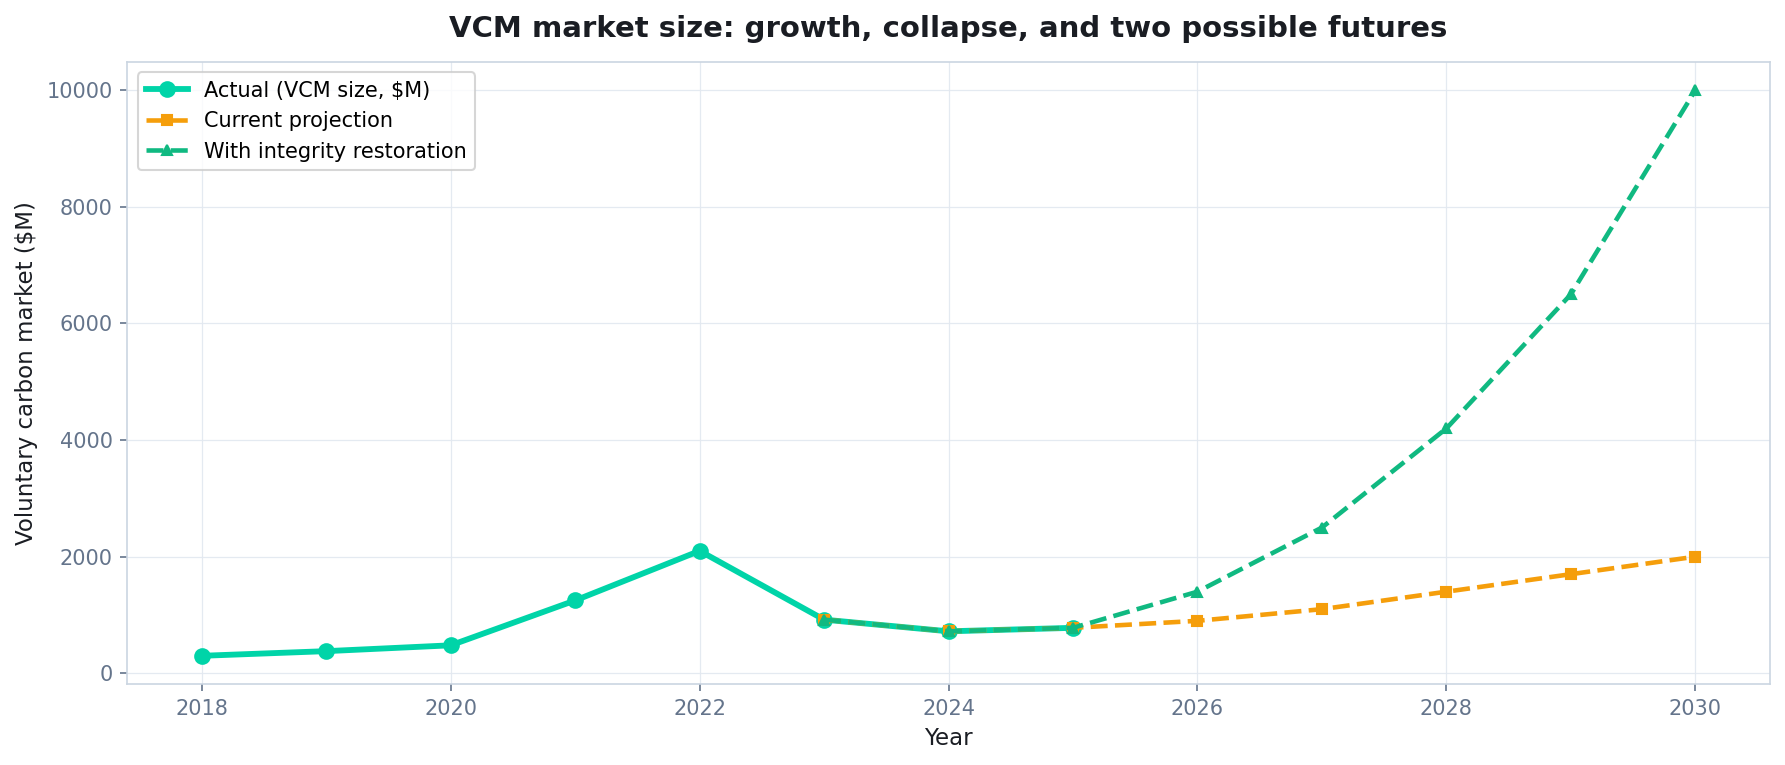 VCM market size: growth, collapse, and two possible futures
Actual (VCM size, $M)
Current projection
With integrity restoration
Voluntary carbon market ($M)
10000
8000
6000
4000
2000
0
2018 2020 2022 2024 2026 2028 2030
Year